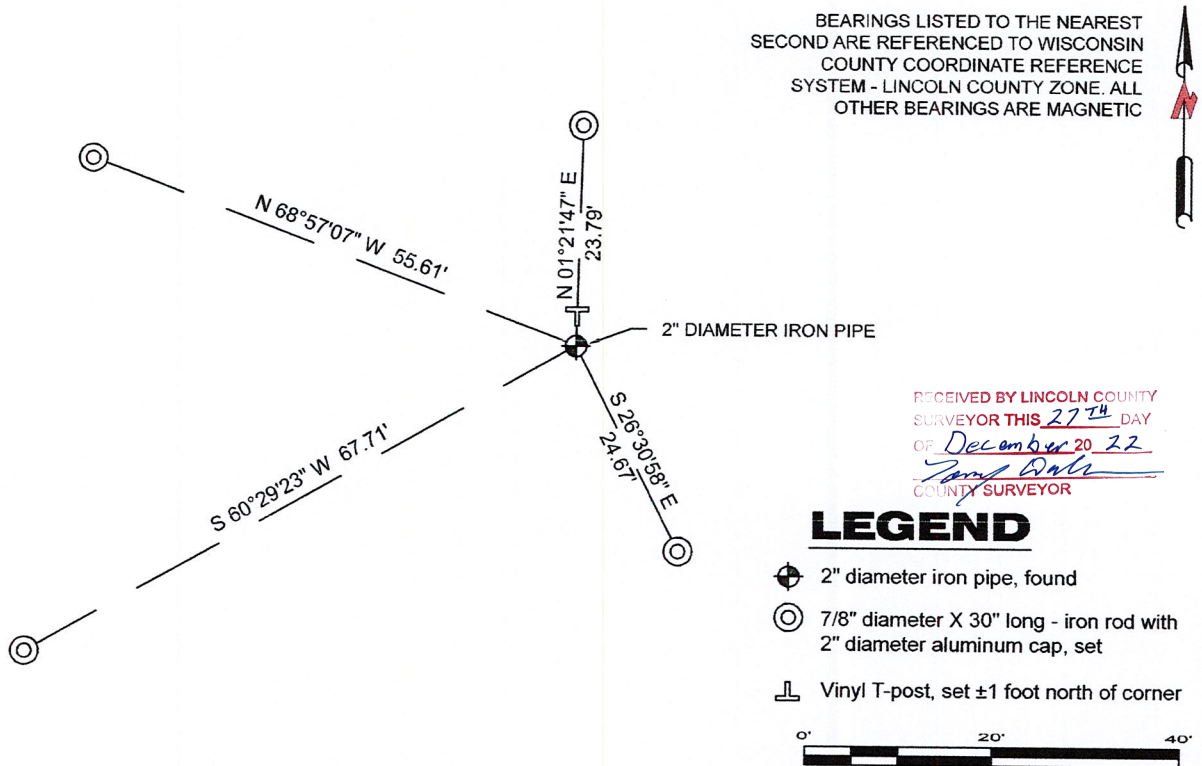 BEARINGS LISTED TO THE NEAREST
SECOND ARE REFERENCED TO WISCONSIN
COUNTY COORDINATE REFERENCE
SYSTEM - LINCOLN COUNTY ZONE. ALL
OTHER BEARINGS ARE MAGNETIC
N
N 68°57'07" W 55.61'
N 01°21'47" E
23.79'
2" DIAMETER IRON PIPE
S 26°30'58" E
24.67'
S 60°29'23" W 67.71'
RECEIVED BY LINCOLN COUNTY
SURVEYOR THIS 27TH DAY
OF December 20 22
COUNTY SURVEYOR
LEGEND
2" diameter iron pipe, found
7/8" diameter X 30" long - iron rod with
2" diameter aluminum cap, set
Vinyl T-post, set ±1 foot north of corner
0' 20' 40'